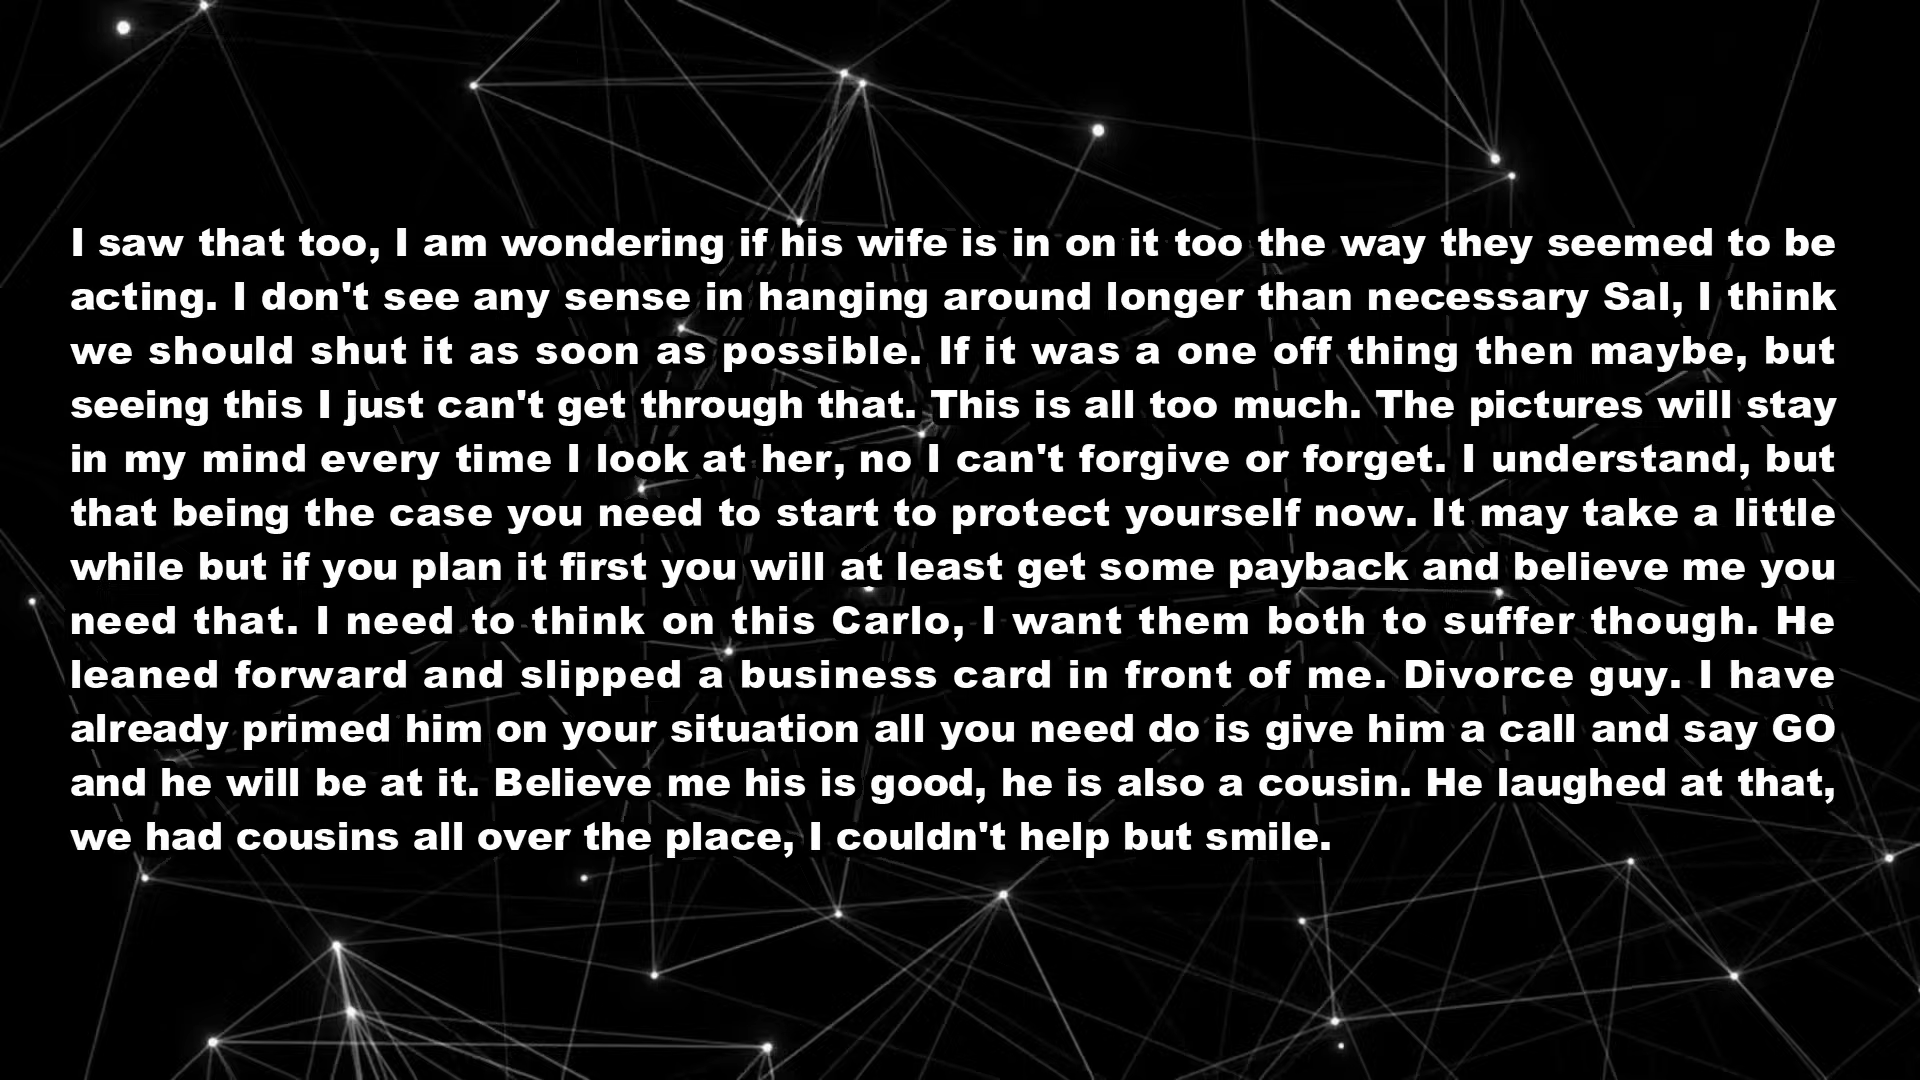 I saw that too, I am wondering if his wife is in on it too the way they seemed to be
acting. I don't see any sense in hanging around longer than necessary Sal, I think
we should shut it as soon as possible. If it was a one off thing then maybe, but
seeing this I just can't get through that. This is all too much. The pictures will stay
in my mind every time I look at her, no I can't forgive or forget. I understand, but
that being the case you need to start to protect yourself now. It may take a little
while but if you plan it first you will at least get some payback and believe me you
need that. I need to think on this Carlo, I want them both to suffer though. He
leaned forward and slipped a business card in front of me. Divorce guy. I have
already primed him on your situation all you need do is give him a call and say GO
and he will be at it. Believe me his is good, he is also a cousin. He laughed at that,
we had cousins all over the place, I couldn't help but smile.